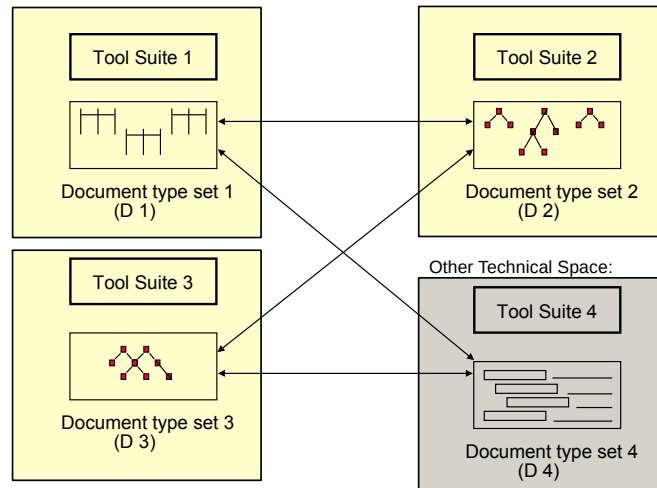 Tool Suite 1
Document type set 1
(D 1)
Tool Suite 2
Document type set 2
(D 2)
Tool Suite 3
Document type set 3
(D 3)
Other Technical Space:
Tool Suite 4
Document type set 4
(D 4)